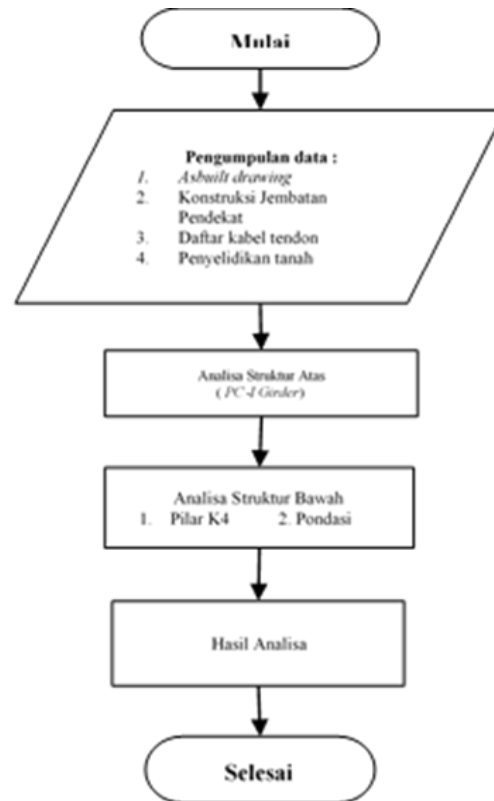 Mulai
Pengumpulan data :
1. Asbuilt drawing
2. Konstruksi Jembatan
Pendekat
3. Daftar kabel tendon
4. Penyelidikan tanah
Analisa Struktur Atas
( PC-I Girder)
Analisa Struktur Bawah
1. Pilar K4 2. Pondasi
Hasil Analisa
Selesai